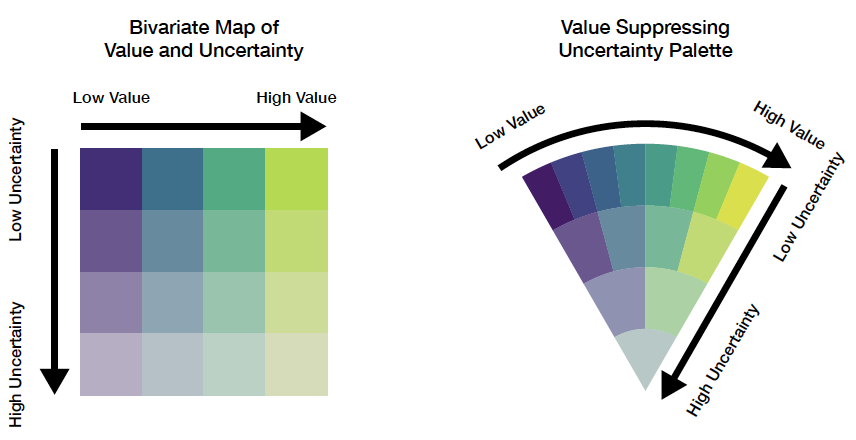 Bivariate Map of
Value and Uncertainty
Low Value
High Value
Low Uncertainty
High Uncertainty
Value Suppressing
Uncertainty Palette
Low Value
High Value
Low Uncertainty
High Uncertainty